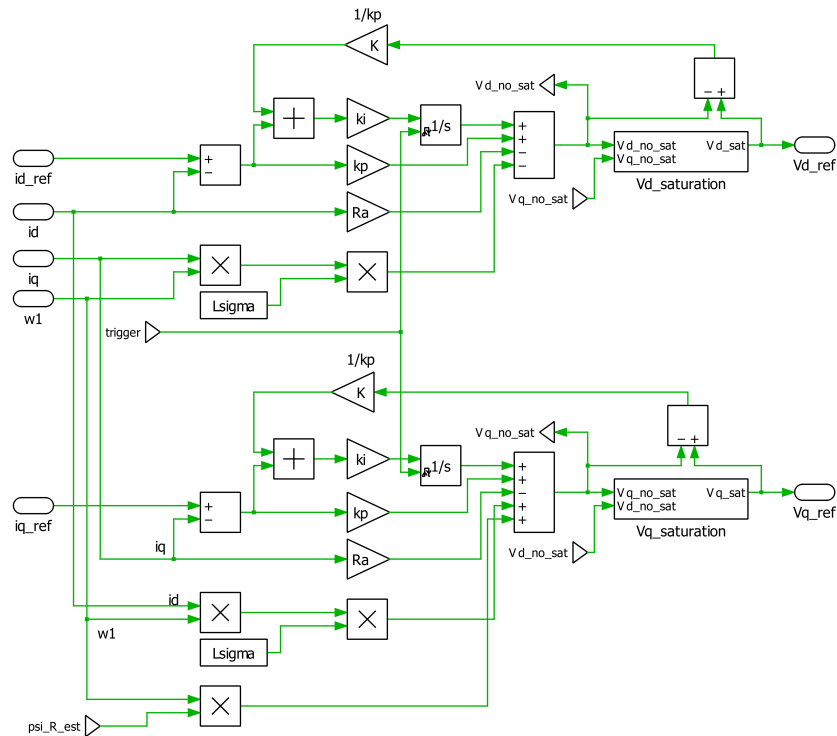 1/kp
K
Vd_no_sat
− +
ki
1/s
+
+
−
−
Vd_no_sat
Vq_no_sat
Vd_sat
Vd_ref
Vd_saturation
id_ref
+
−
kp
Vq_no_sat
id
Ra
iq
w1
Lsigma
trigger
1/kp
K
Vq_no_sat
− +
ki
1/s
+
+
−
+
+
Vq_no_sat
Vd_no_sat
Vq_sat
Vq_ref
Vq_saturation
iq_ref
+
−
kp
iq
Ra
Vd_no_sat
id
w1
Lsigma
psi_R_est